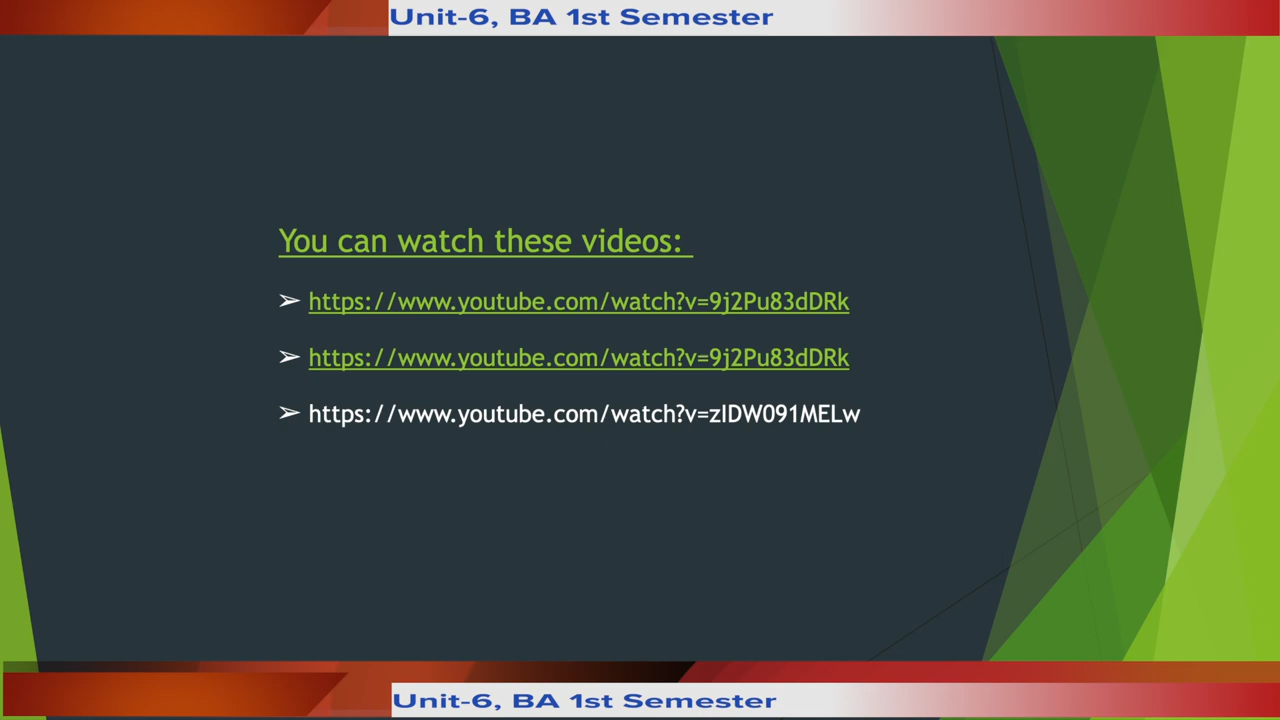 Unit-6, BA 1st Semester
You can watch these videos:
➢ https://www.youtube.com/watch?v=9j2Pu83dDRk
➢ https://www.youtube.com/watch?v=9j2Pu83dDRk
➢ https://www.youtube.com/watch?v=zIDW091MELw
Unit-6, BA 1st Semester